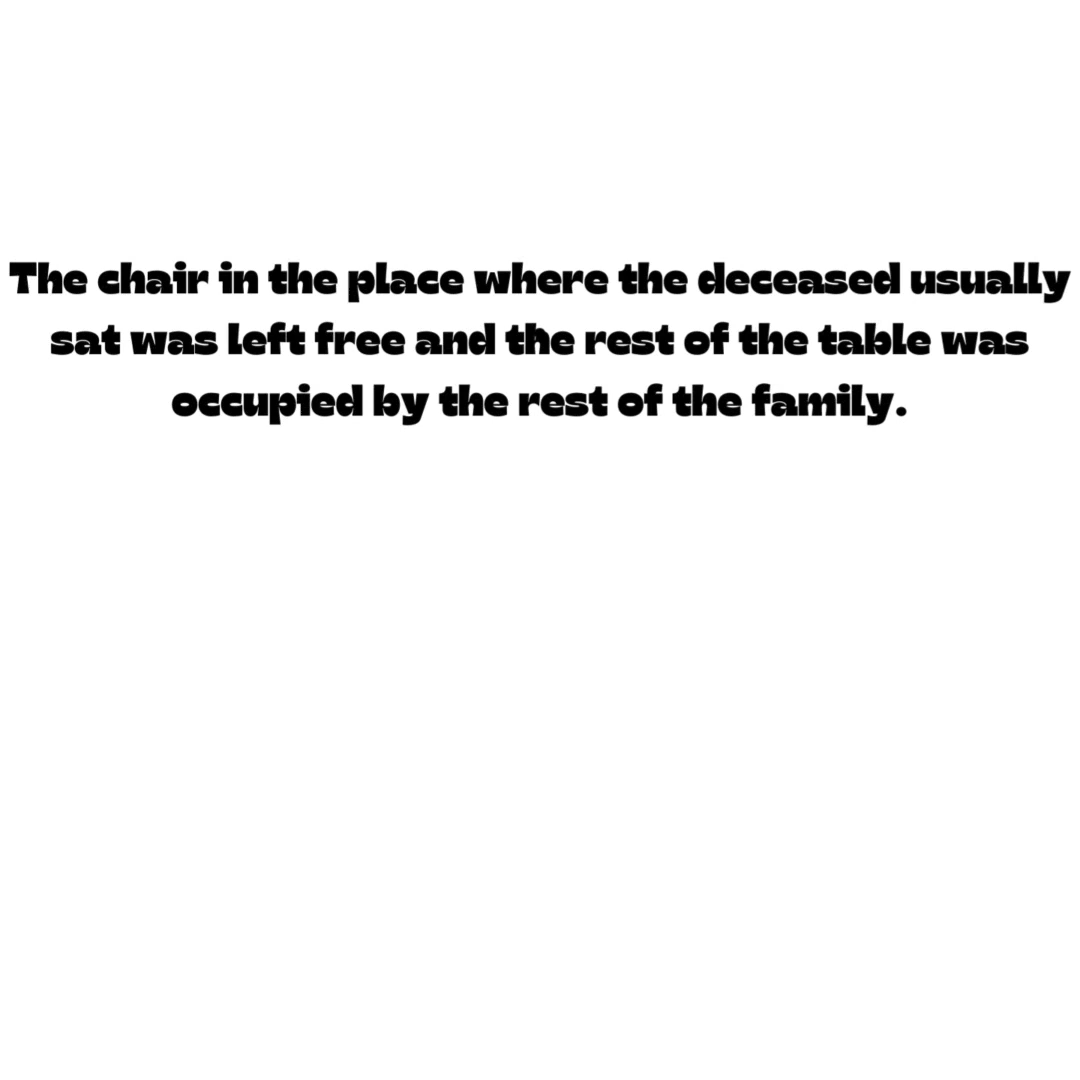 The chair in the place where the deceased usually
sat was left free and the rest of the table was
occupied by the rest of the family.